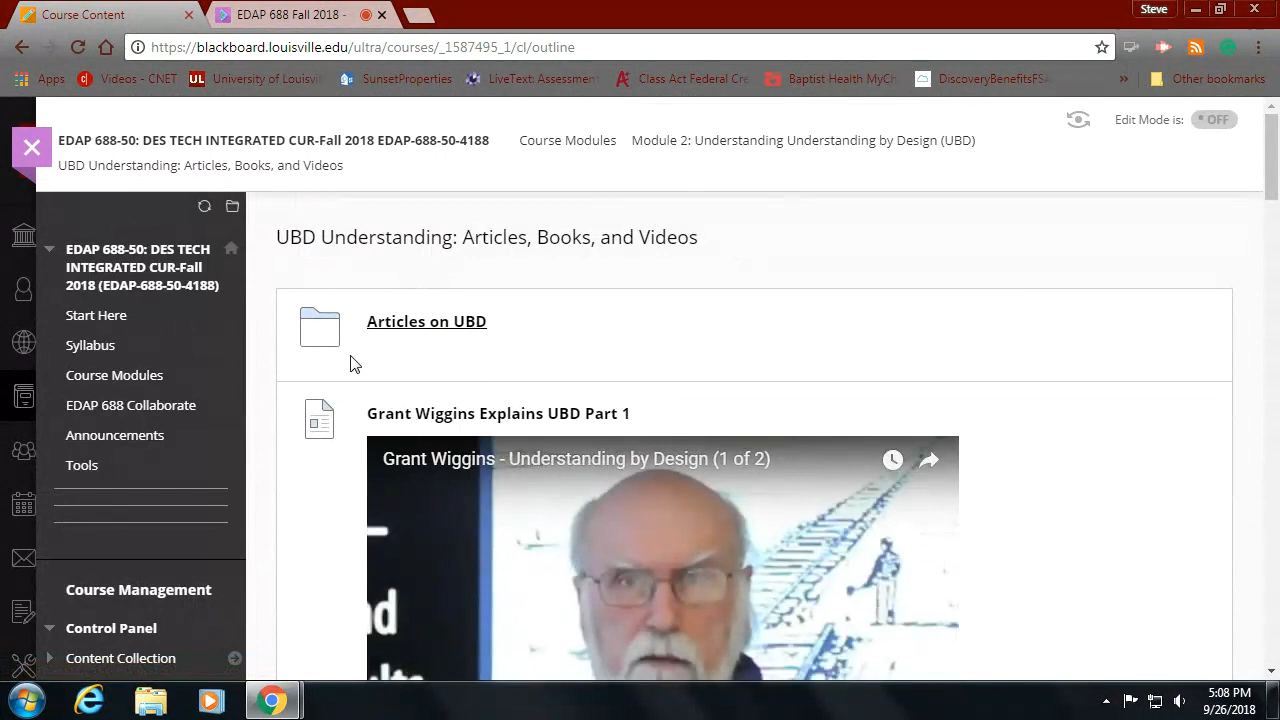 Course Content
EDAP 688 Fall 2018 -
Steve
https://blackboard.louisville.edu/ultra/courses/_1587495_1/cl/outline
Apps
Videos - CNET
University of Louisvi
SunsetProperties
LiveText: Assessmen
Class Act Federal Cre
Baptist Health MyCh
DiscoveryBenefitsFSA
»
Other bookmarks
Edit Mode is:
OFF
EDAP 688-50: DES TECH INTEGRATED CUR-Fall 2018 EDAP-688-50-4188
Course Modules
Module 2: Understanding Understanding by Design (UBD)
UBD Understanding: Articles, Books, and Videos
EDAP 688-50: DES TECH
INTEGRATED CUR-Fall
2018 (EDAP-688-50-4188)
Start Here
Syllabus
Course Modules
EDAP 688 Collaborate
Announcements
Tools
Course Management
Control Panel
Content Collection
UBD Understanding: Articles, Books, and Videos
Articles on UBD
Grant Wiggins Explains UBD Part 1
Grant Wiggins - Understanding by Design (1 of 2)
5:08 PM
9/26/2018